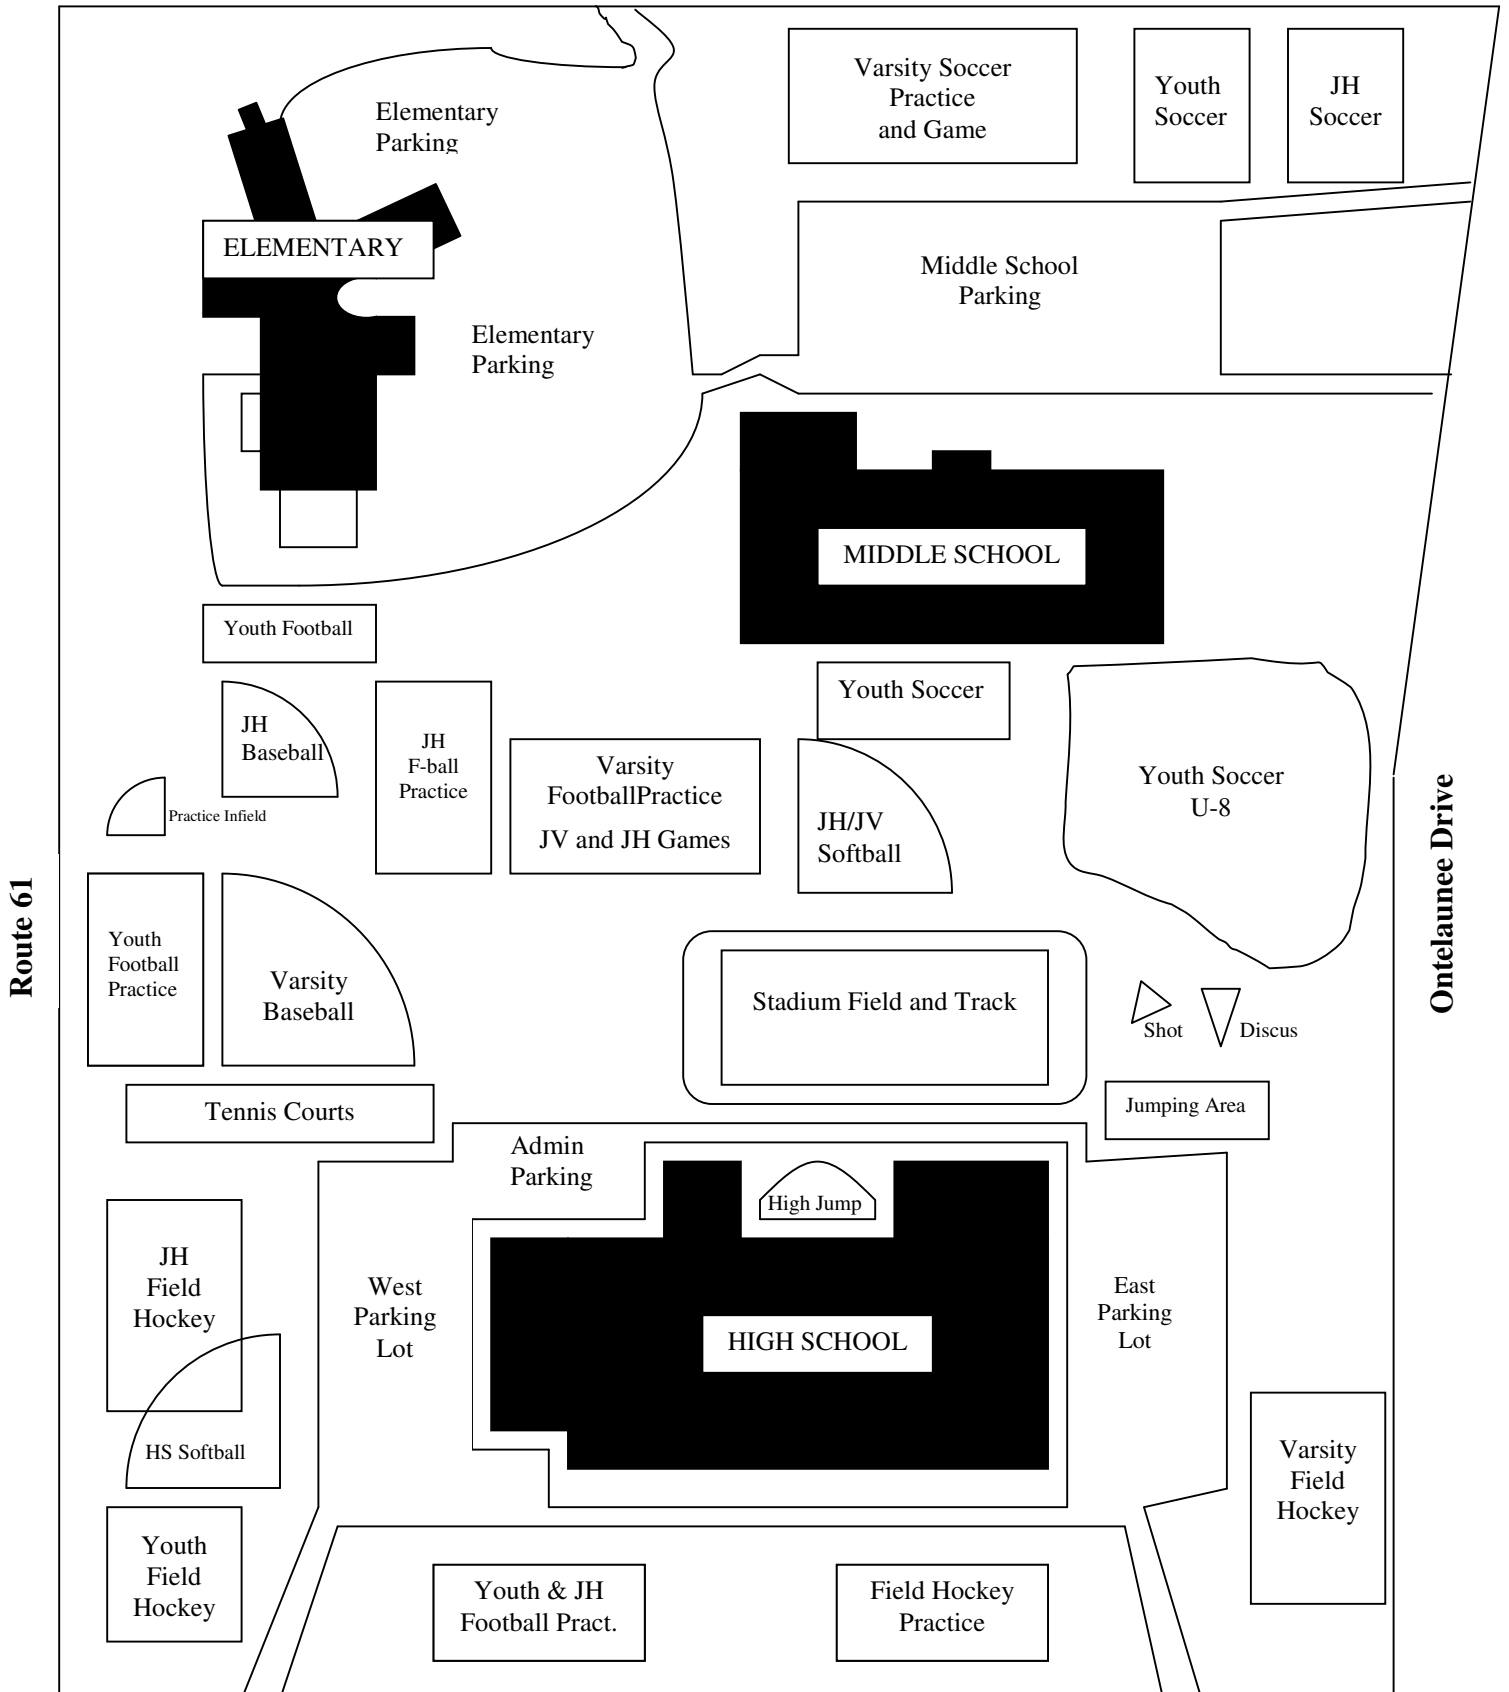 Varsity Soccer
Practice
and Game
Youth
Soccer
JH
Soccer
Elementary
Parking
ELEMENTARY
Middle School
Parking
Elementary
Parking
MIDDLE SCHOOL
Youth Football
Youth Soccer
JH
Baseball
JH
F-ball
Practice
Varsity
FootballPractice
JV and JH Games
JH/JV
Softball
Youth Soccer
U-8
Practice Infield
Route 61
Ontelaunee Drive
Youth
Football
Practice
Varsity
Baseball
Stadium Field and Track
Shot
Discus
Tennis Courts
Jumping Area
Admin
Parking
High Jump
JH
Field
Hockey
West
Parking
Lot
HIGH SCHOOL
East
Parking
Lot
HS Softball
Varsity
Field
Hockey
Youth
Field
Hockey
Youth & JH
Football Pract.
Field Hockey
Practice